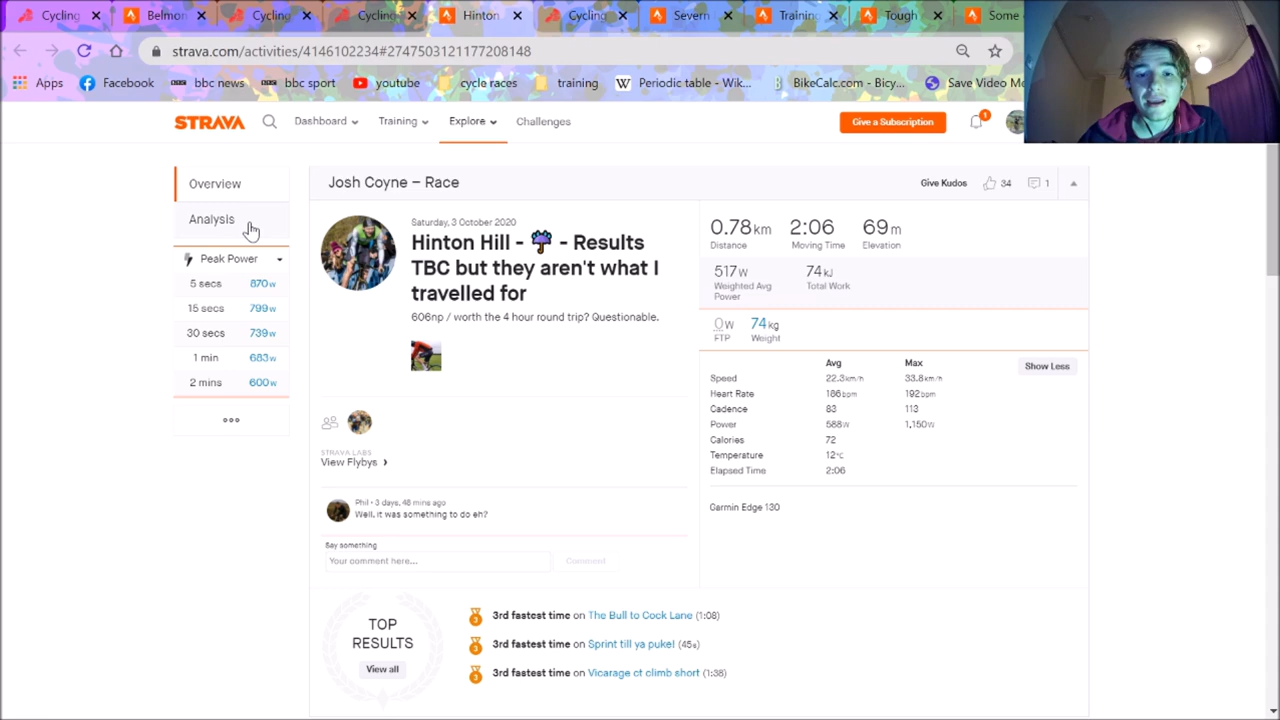 Cycling
Belmon
Cycling
Cycling
Hinton
Cycling
Severn
Training
Tough
Some
strava.com/activities/4146102234#2747503121177208148
Apps
Facebook
bbc news
bbc sport
youtube
cycle races
training
Periodic table - Wik...
BikeCalc.com - Bicy...
Save Video Me
STRAVA
Dashboard
Training
Explore
Challenges
Give a Subscription
1
Overview
Analysis
Peak Power
5 secs 870w
15 secs 799w
30 secs 739w
1 min 683w
2 mins 600w
Josh Coyne – Race
Give Kudos
34
1
Saturday, 3 October 2020
Hinton Hill - ☔ - Results
TBC but they aren't what I
travelled for
606np / worth the 4 hour round trip? Questionable.
STRAVA LABS
View Flybys
Phil - 3 days, 48 mins ago
Well, it was something to do eh?
Say something
Your comment here...
Comment
0.78km 2:06 69m
Distance Moving Time Elevation
517W 74kJ
Weighted Avg Total Work
Power
0W 74kg
FTP Weight
Avg Max
Show Less
Speed 22.3km/h 33.8km/h
Heart Rate 186bpm 192bpm
Cadence 83 113
Power 588W 1,150W
Calories 72
Temperature 12℃
Elapsed Time 2:06
Garmin Edge 130
TOP
RESULTS
View all
3rd fastest time on The Bull to Cock Lane (1:08)
3rd fastest time on Sprint till ya puke! (45s)
3rd fastest time on Vicarage ct climb short (1:38)